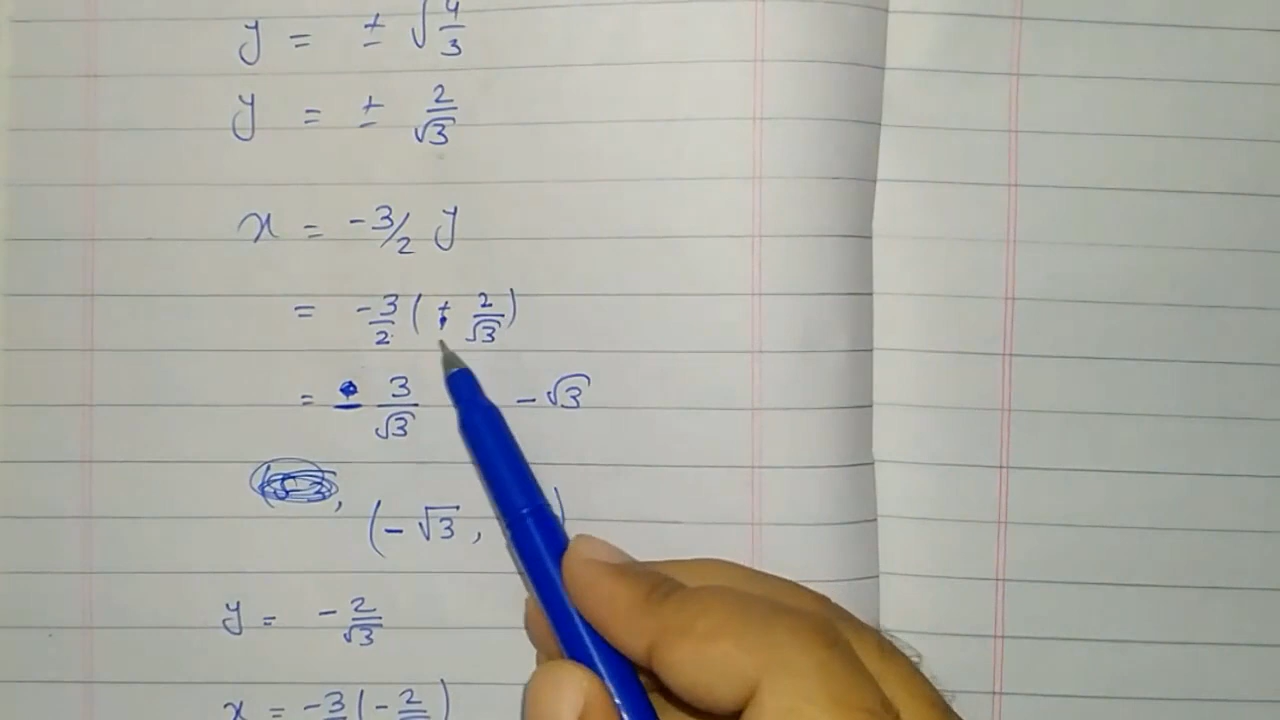 y = ± √4/3
y = ± 2/√3
x = -3/2 y
= -3/2 ( + 2/√3 )
= - 3/√3 -√3
, (-√3, )
y = - 2/√3
x = -3/ (- 2/ )